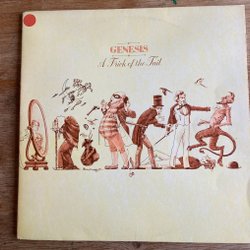 GENESIS
A Trick of the Tail